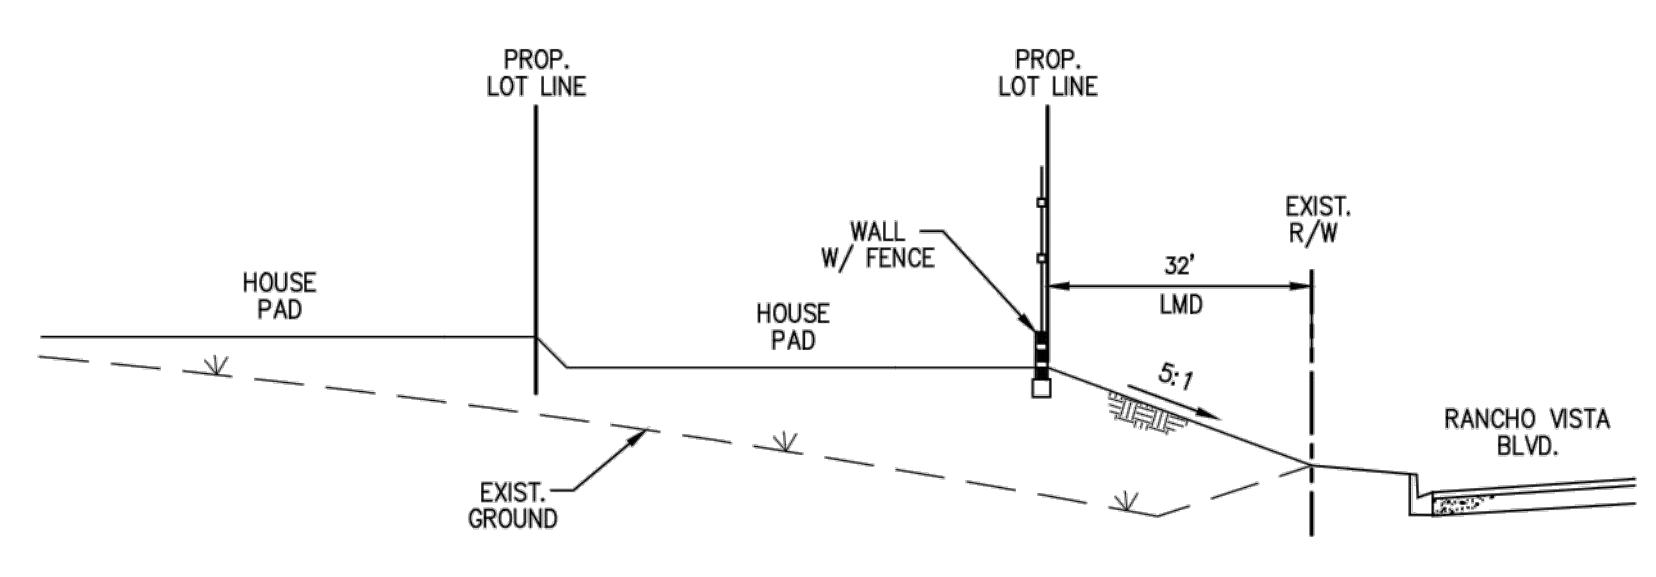 PROP.
LOT LINE
PROP.
LOT LINE
EXIST.
R/W
WALL
W/ FENCE
32'
LMD
HOUSE
PAD
HOUSE
PAD
5:1
RANCHO VISTA
BLVD.
EXIST.
GROUND